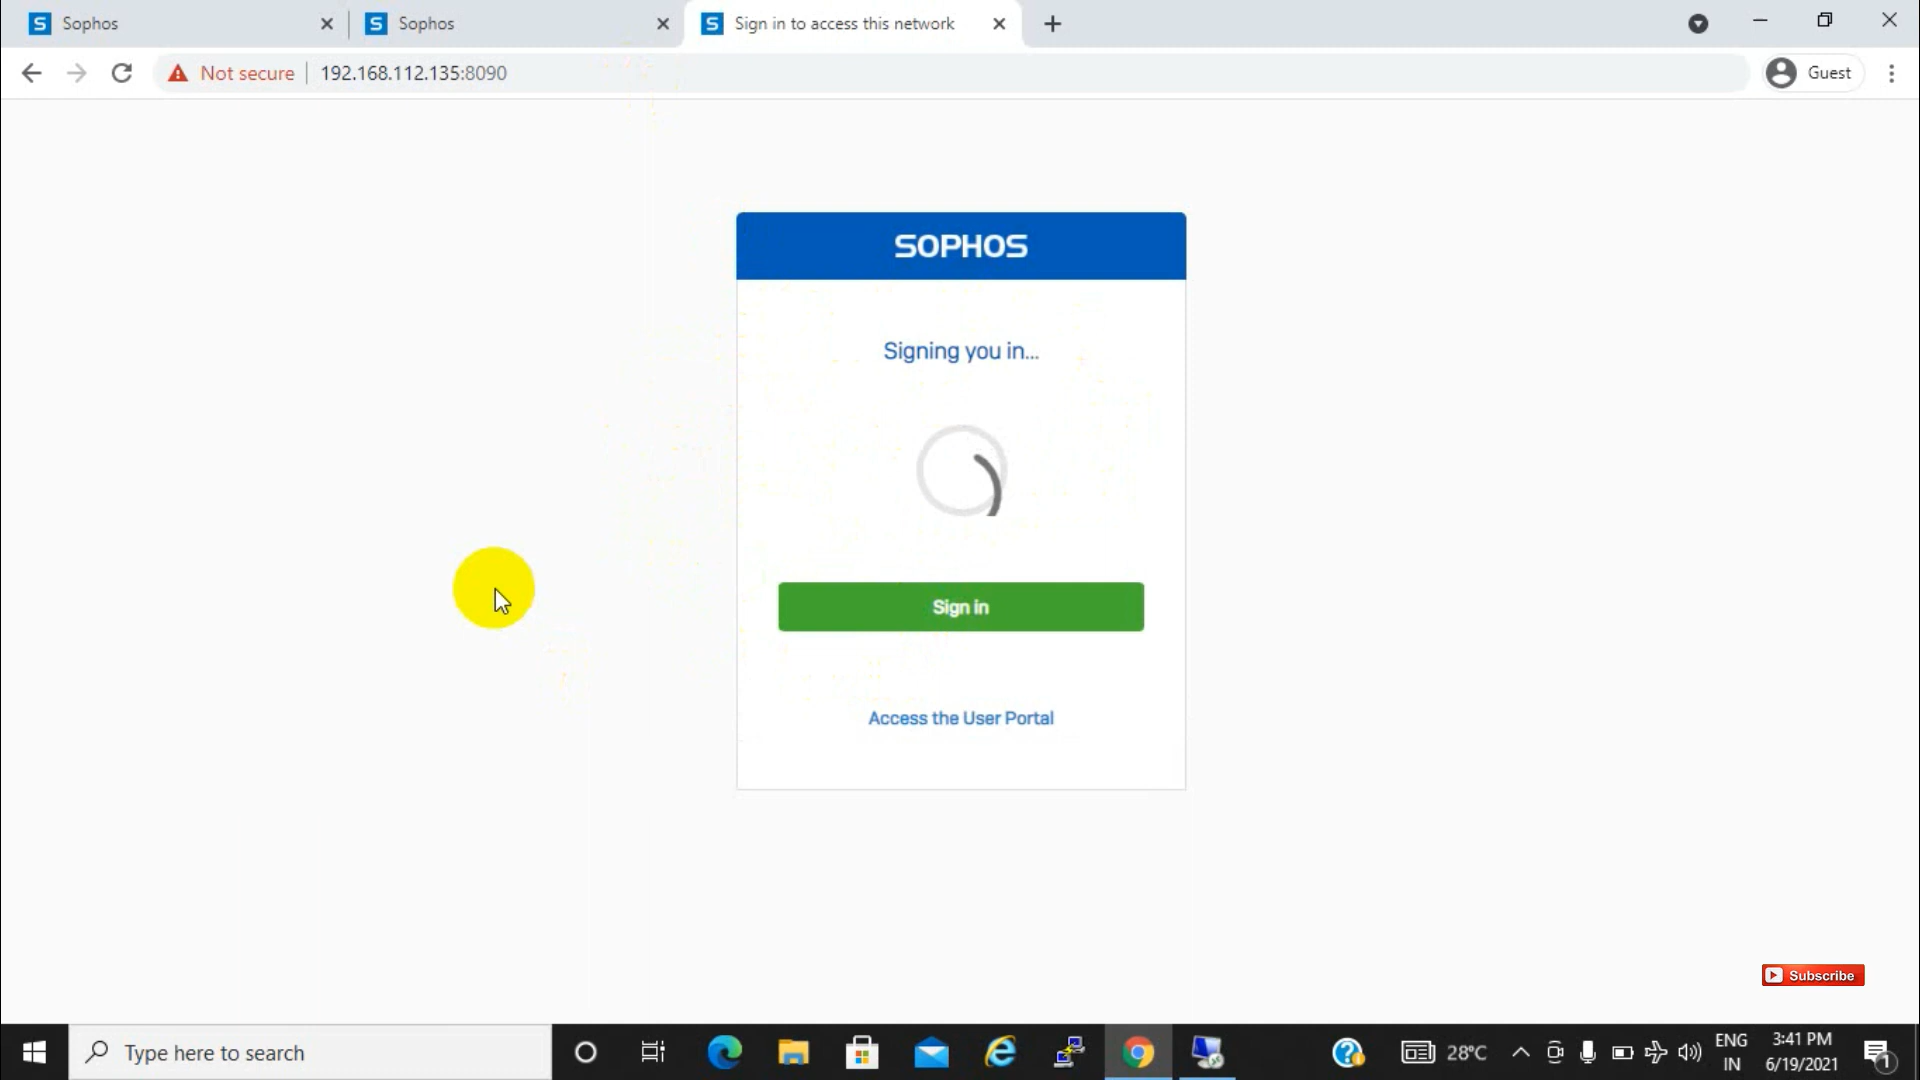 Sophos
Sophos
Sign in to access this network
Not secure
192.168.112.135:8090
Guest
SOPHOS
Signing you in...
Sign in
Access the User Portal
Subscribe
Type here to search
28°C
ENG
IN
3:41 PM
6/19/2021
1